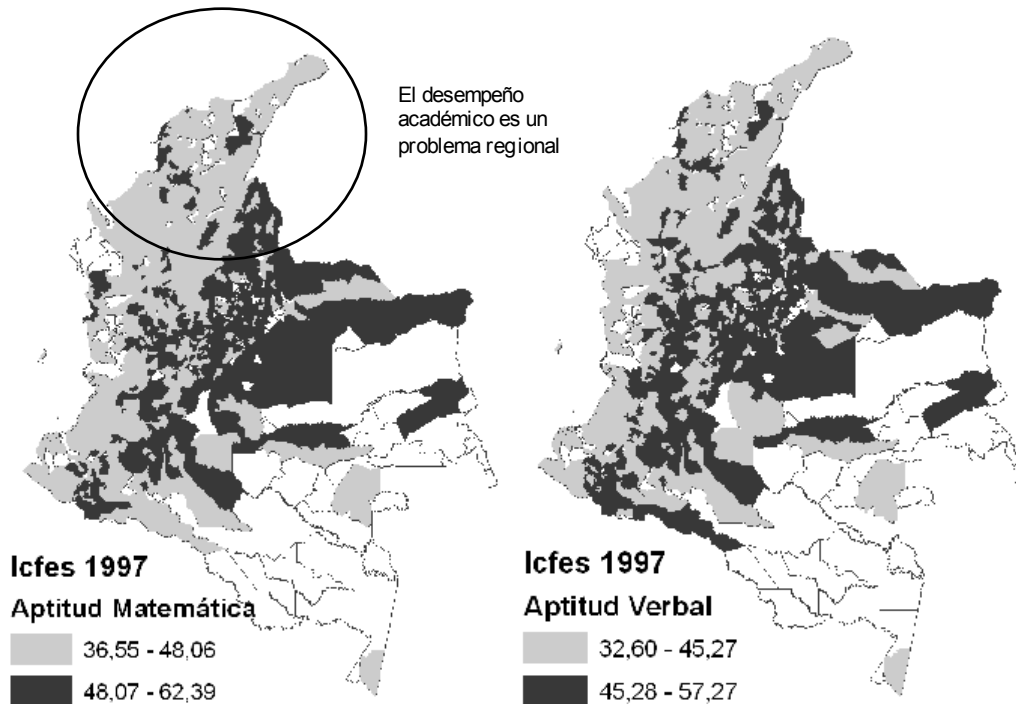 El desempeño
académico es un
problema regional
Icfes 1997
Aptitud Matemática
36,55 - 48,06
48,07 - 62,39
Icfes 1997
Aptitud Verbal
32,60 - 45,27
45,28 - 57,27